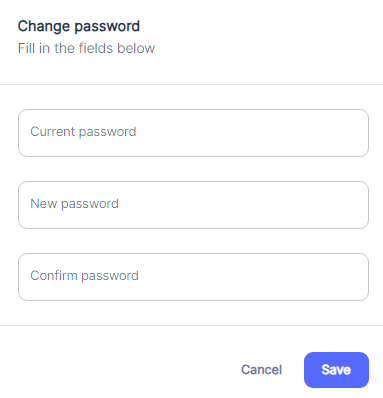 Change password
Fill in the fields below
Current password
New password
Confirm password
Cancel Save